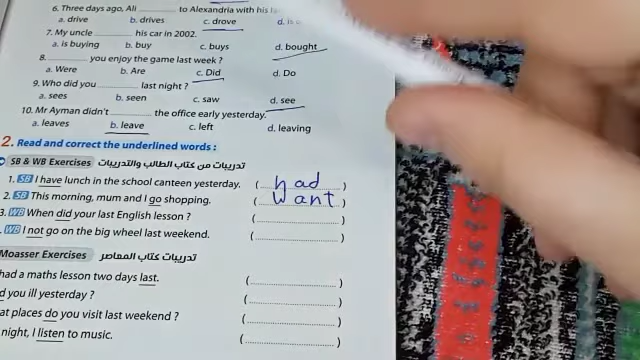 6. Three days ago, Ali ........ to Alexandria with his
a. drive b. drives c. drove d. is
7. My uncle ........ his car in 2002.
a. is buying b. buy c. buys d. bought
8. ........ you enjoy the game last week ?
a. Were b. Are c. Did d. Do
9. Who did you ........ last night ?
a. sees b. seen c. saw d. see
10. Mr Ayman didn't ........ the office early yesterday.
a. leaves b. leave c. left d. leaving
2. Read and correct the underlined words :
SB & WB Exercises تدريبات من كتاب الطالب والتدريبات
1. SB I have lunch in the school canteen yesterday. (had)
2. SB This morning, mum and I go shopping. (want)
3. WB When did your last English lesson ? (........)
WB I not go on the big wheel last weekend. (........)
Moasser Exercises تدريبات كتاب المعاصر
had a maths lesson two days last. (........)
you ill yesterday ? (........)
at places do you visit last weekend ? (........)
night, I listen to music. (........)